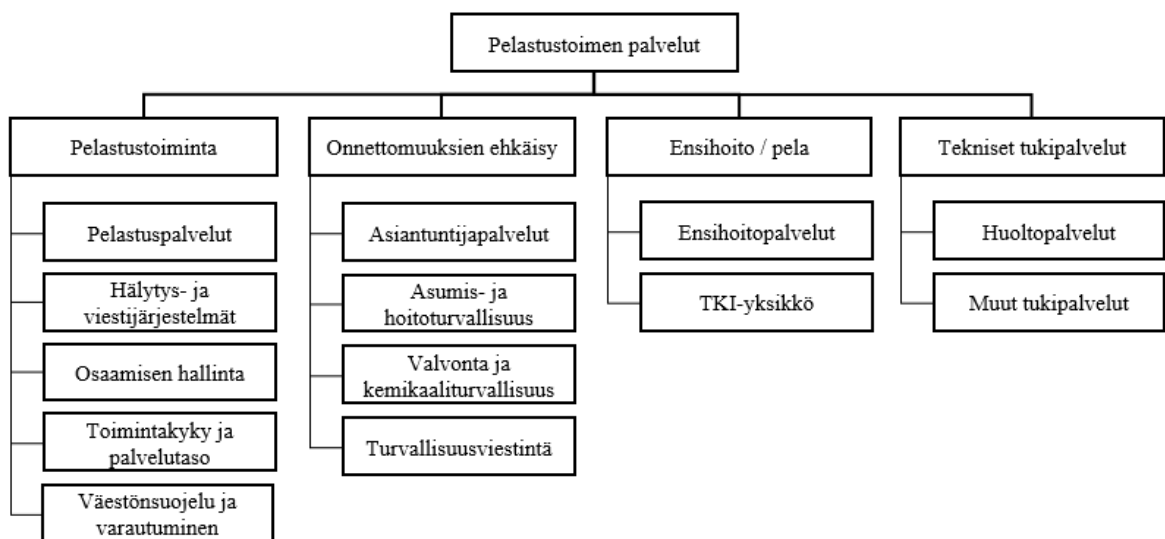 Pelastustoimen palvelut
Pelastustoiminta
Onnettomuuksien ehkäisy
Ensihoito / pela
Tekniset tukipalvelut
Pelastuspalvelut
Hälytys- ja
viestijärjestelmät
Osaamisen hallinta
Toimintakyky ja
palvelutaso
Väestönsuojelu ja
varautuminen
Asiantuntijapalvelut
Asumis- ja
hoitoturvallisuus
Valvonta ja
kemikaaliturvallisuus
Turvallisuusviestintä
Ensihoitopalvelut
TKI-yksikkö
Huoltopalvelut
Muut tukipalvelut